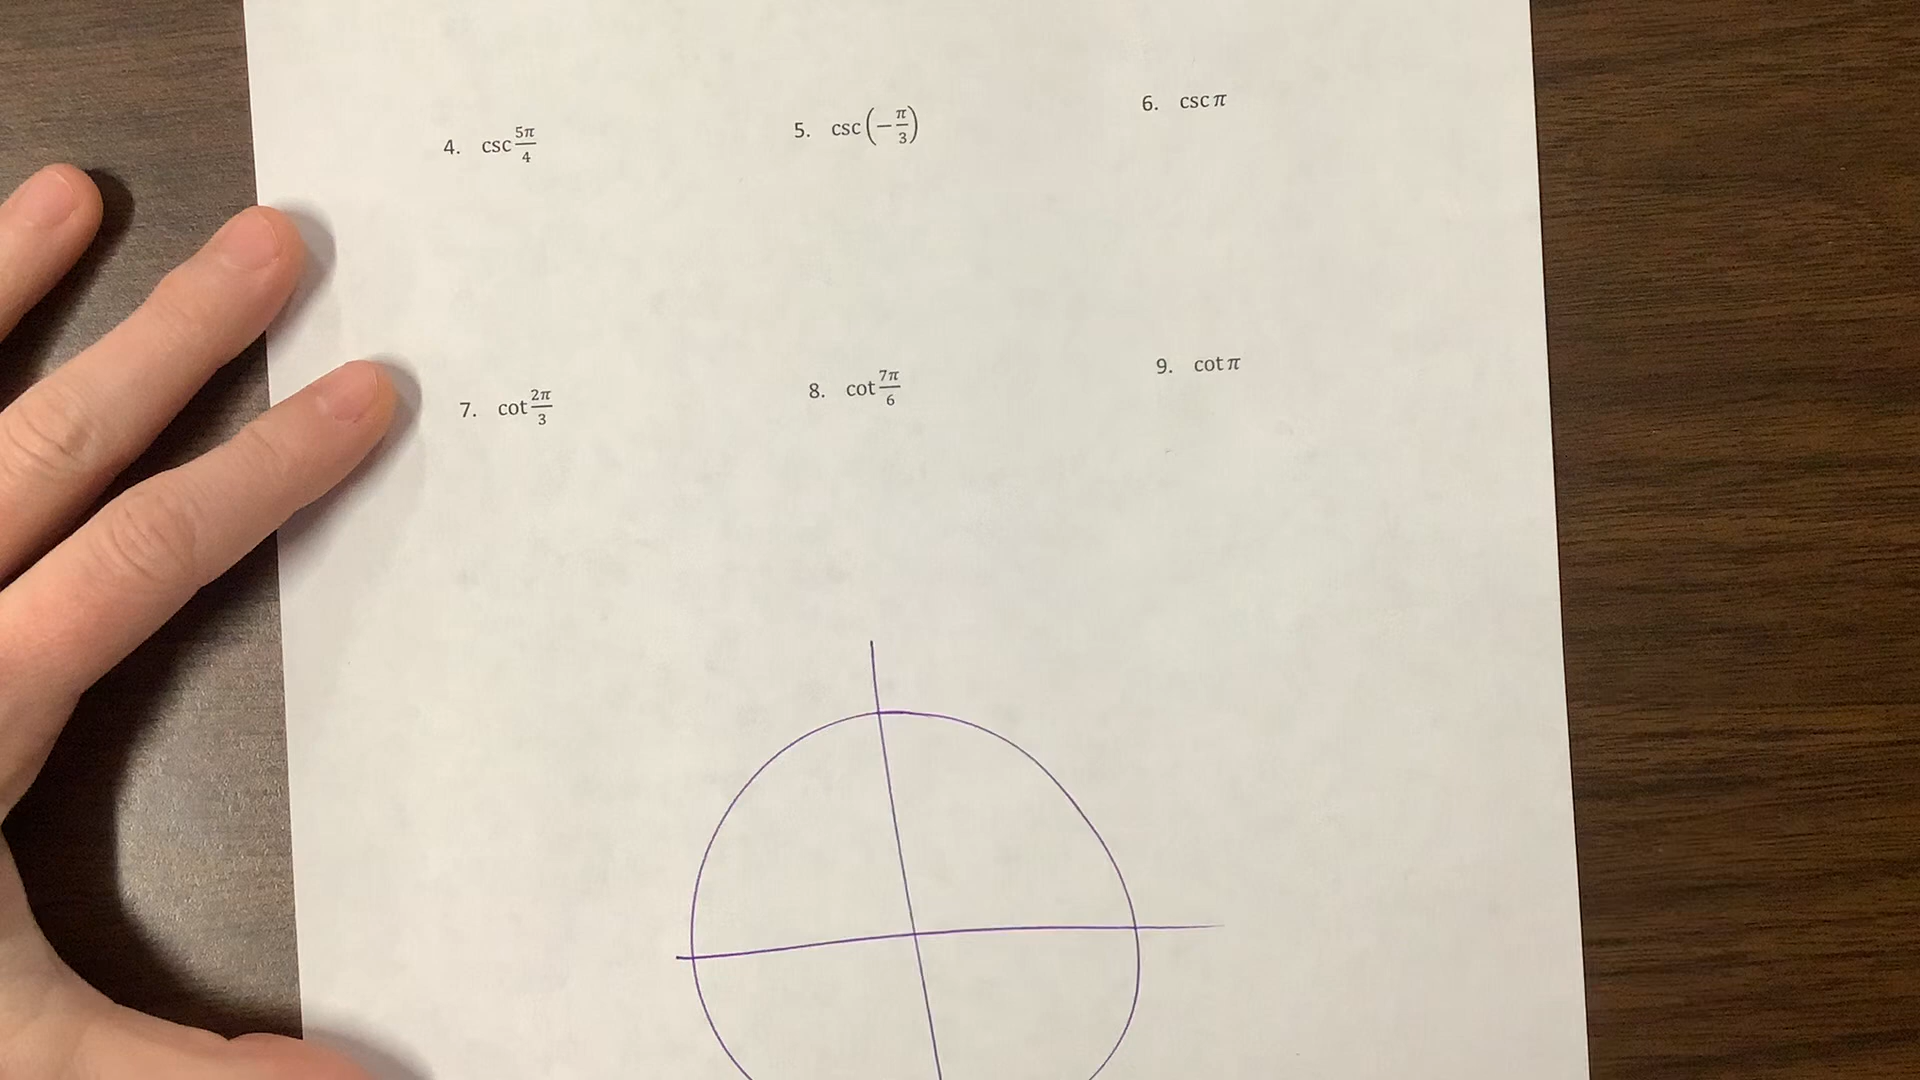 4. csc 5π/4
5. csc(−π/3)
6. csc π
7. cot 2π/3
8. cot 7π/6
9. cot π